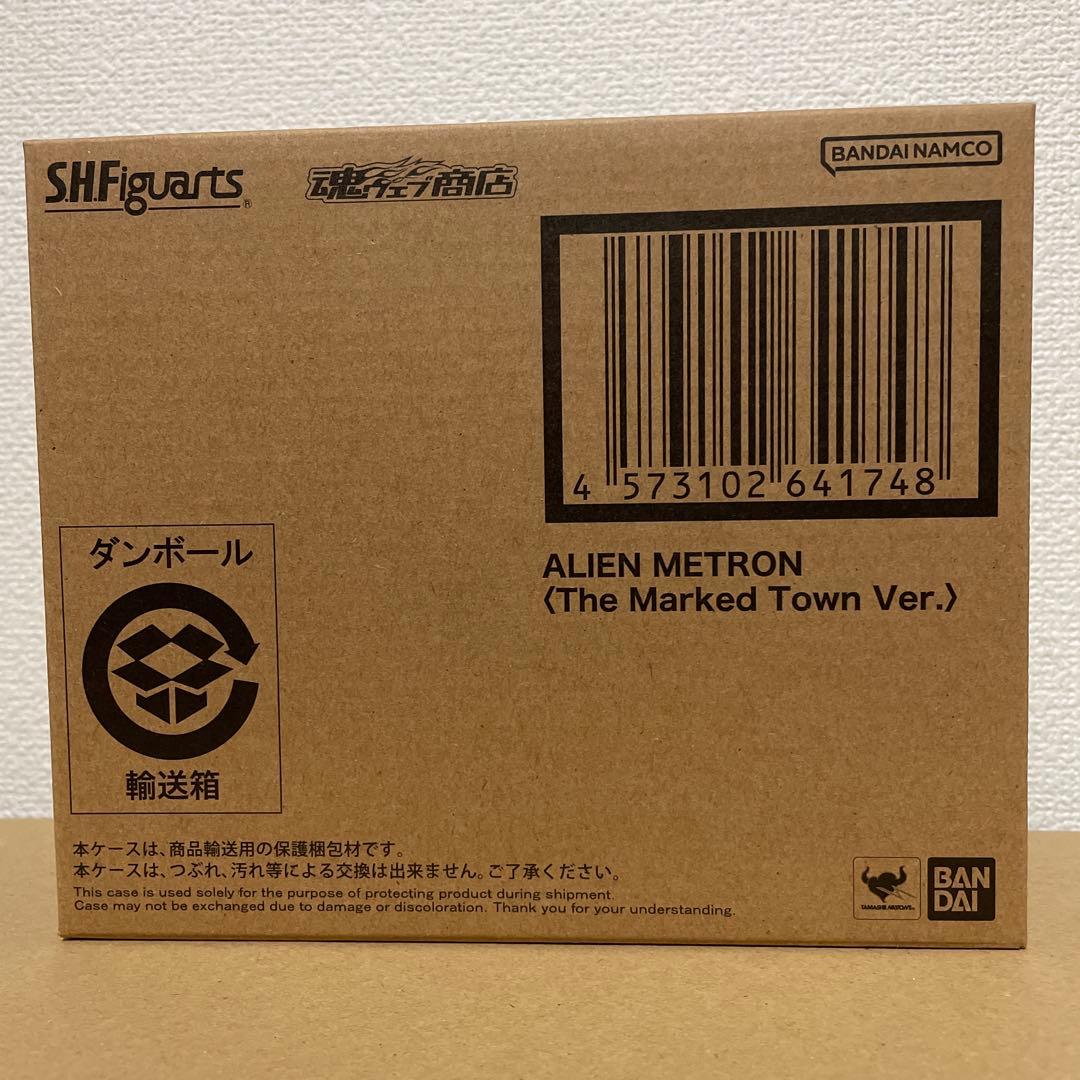 S.H.Figuarts®
魂ウェブ商店
BANDAI NAMCO
4 573102 641748
ALIEN METRON
〈The Marked Town Ver.〉
ダンボール
輸送箱
本ケースは、商品輸送用の保護梱包材です。
本ケースは、つぶれ、汚れ等による交換は出来ません。ご了承ください。
This case is used solely for the purpose of protecting product during shipment.
Case may not be exchanged due to damage or discoloration. Thank you for your understanding.
TAMASHII NATIONS
BAN
DAI